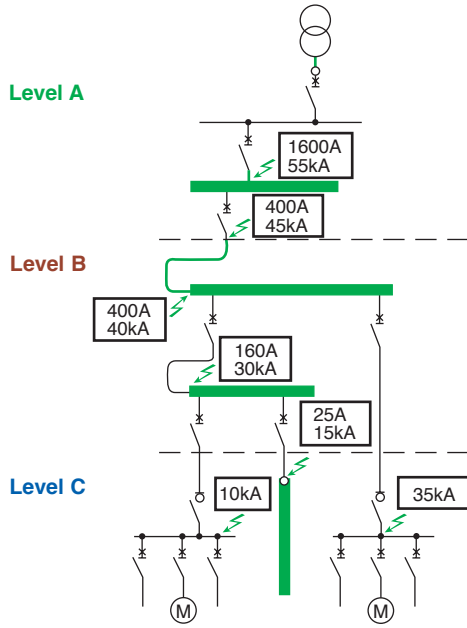 Level A
1600A
55kA
400A
45kA
Level B
400A
40kA
160A
30kA
25A
15kA
Level C
10kA
35kA
M
M